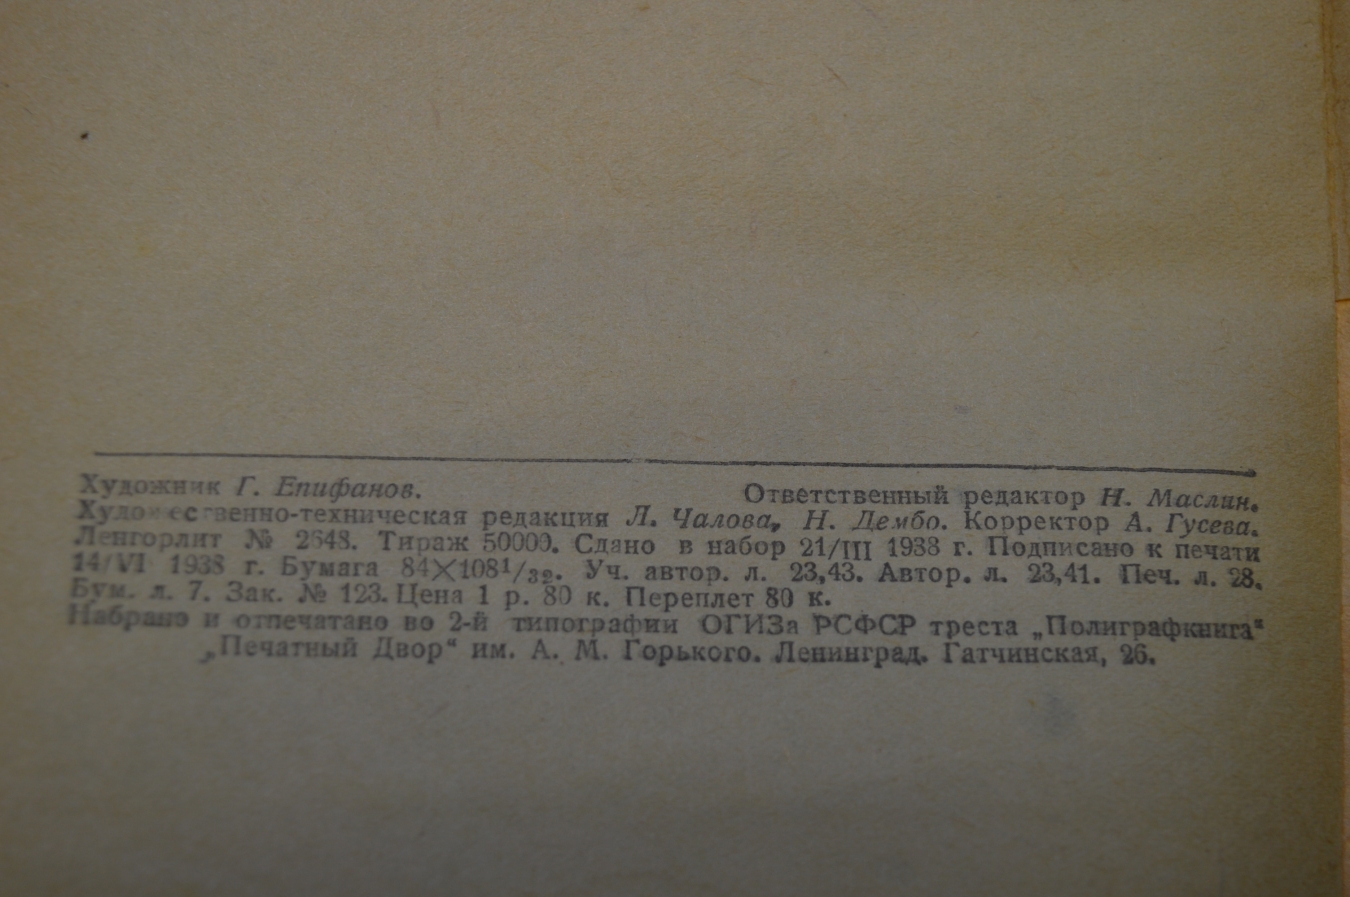 Художник Г. Епифанов. Ответственный редактор Н. Маслин.
Художественно-техническая редакция Л. Чалова, Н. Дембо. Корректор А. Гусева.
Ленгорлит № 2648. Тираж 50000. Сдано в набор 21/III 1938 г. Подписано к печати
14/VI 1938 г. Бумага 84×108¹/₃₂. Уч. автор. л. 23,43. Автор. л. 23,41. Печ. л. 28.
Бум. л. 7. Зак. № 123. Цена 1 р. 80 к. Переплет 80 к.
Набрано и отпечатано во 2-й типографии ОГИЗа РСФСР треста „Полиграфкнига“
„Печатный Двор“ им. А. М. Горького. Ленинград. Гатчинская, 26.